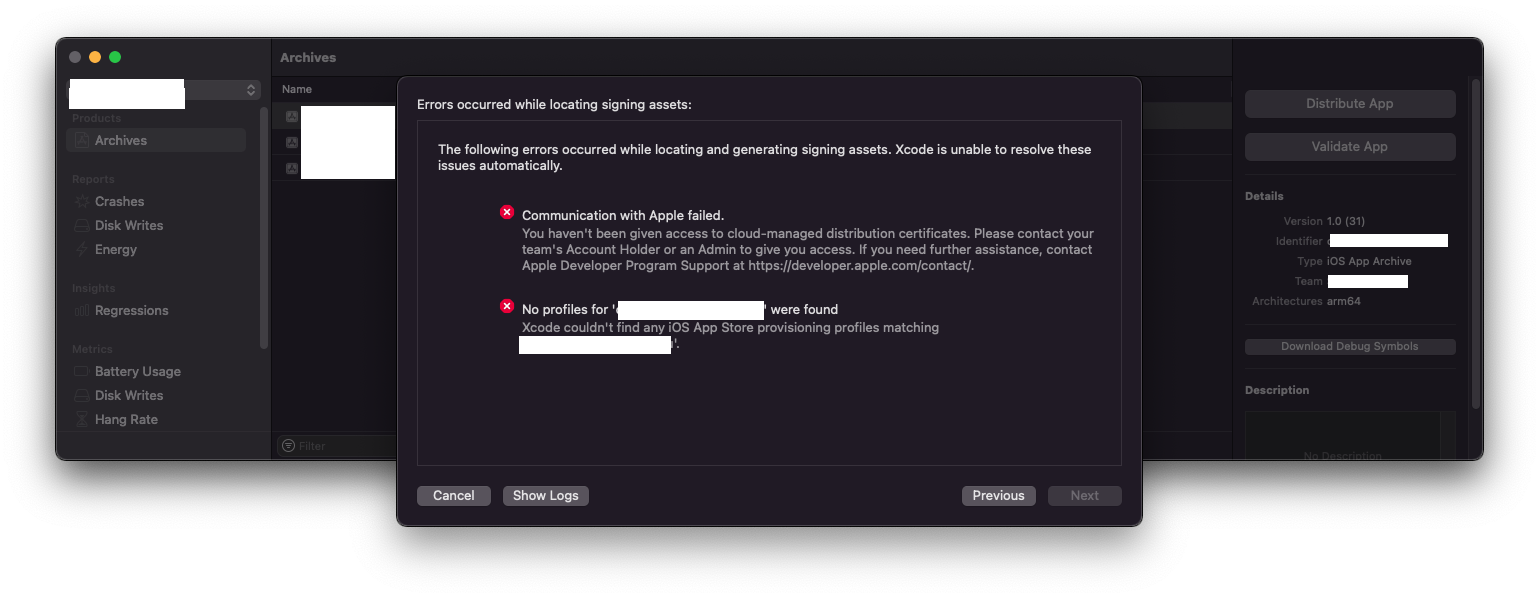 Archives
Name
Products
Archives
Reports
Crashes
Disk Writes
Energy
Insights
Regressions
Metrics
Battery Usage
Disk Writes
Hang Rate
Filter
Errors occurred while locating signing assets:
The following errors occurred while locating and generating signing assets. Xcode is unable to resolve these
issues automatically.
Communication with Apple failed.
You haven't been given access to cloud-managed distribution certificates. Please contact your
team's Account Holder or an Admin to give you access. If you need further assistance, contact
Apple Developer Program Support at https://developer.apple.com/contact/.
No profiles for ' ' were found
Xcode couldn't find any iOS App Store provisioning profiles matching
'.
Cancel
Show Logs
Previous
Next
Distribute App
Validate App
Details
Version 1.0 (31)
Identifier
Type iOS App Archive
Team
Architectures arm64
Download Debug Symbols
Description
No Description